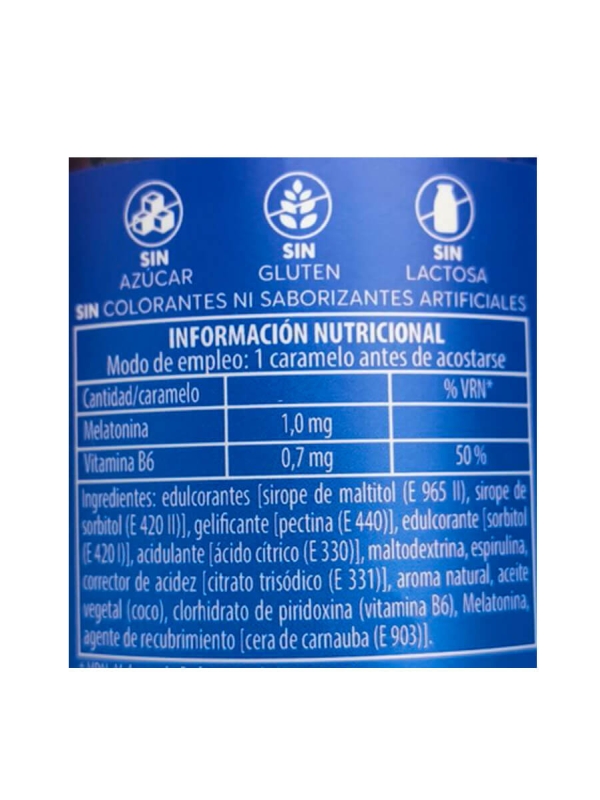 SIN
AZÚCAR
SIN
GLUTEN
SIN
LACTOSA
SIN COLORANTES NI SABORIZANTES ARTIFICIALES
INFORMACIÓN NUTRICIONAL
Modo de empleo: 1 caramelo antes de acostarse
Cantidad/caramelo - % VRN*
Melatonina 1,0 mg
Vitamina B6 0,7 mg 50 %
Ingredientes: edulcorantes [sirope de maltitol (E 965 II), sirope de
sorbitol (E 420 II)], gelificante [pectina (E 440)], edulcorante [sorbitol
(E 420 I)], acidulante [ácido cítrico (E 330)], maltodextrina, espirulina,
corrector de acidez [citrato trisódico (E 331)], aroma natural, aceite
vegetal (coco), clorhidrato de piridoxina (vitamina B6), Melatonina,
agente de recubrimiento [cera de carnauba (E 903)].